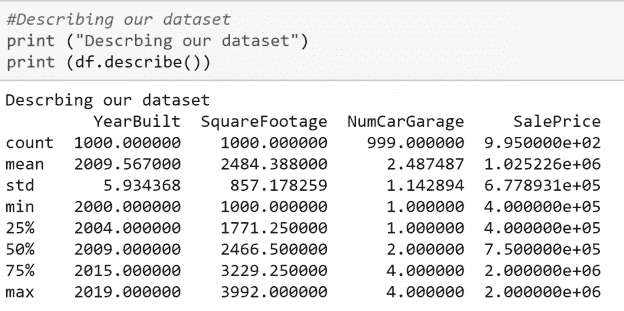 #Describing our dataset
print ("Descrbing our dataset")
print (df.describe())
Descrbing our dataset
YearBuilt SquareFootage NumCarGarage SalePrice
count 1000.000000 1000.000000 999.000000 9.950000e+02
mean 2009.567000 2484.388000 2.487487 1.025226e+06
std 5.934368 857.178259 1.142894 6.778931e+05
min 2000.000000 1000.000000 1.000000 4.000000e+05
25% 2004.000000 1771.250000 1.000000 4.000000e+05
50% 2009.000000 2466.500000 2.000000 7.500000e+05
75% 2015.000000 3229.250000 4.000000 2.000000e+06
max 2019.000000 3992.000000 4.000000 2.000000e+06